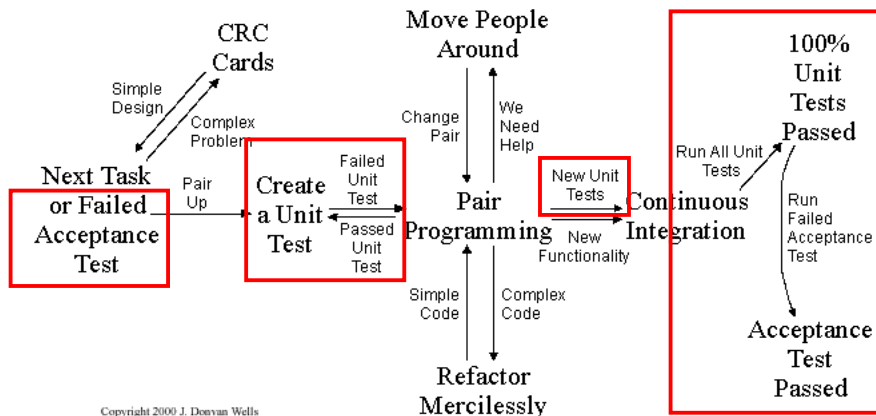 CRC
Cards
Simple
Design
Complex
Problem
Next Task
or Failed
Acceptance
Test
Pair
Up
Create
a Unit
Test
Failed
Unit
Test
Passed
Unit
Test
Move People
Around
Change
Pair
We
Need
Help
Pair
Programming
Simple
Code
Complex
Code
Refactor
Mercilessly
New Unit
Tests
New
Functionality
Continuous
Integration
Run All Unit
Tests
100%
Unit
Tests
Passed
Run
Failed
Acceptance
Test
Acceptance
Test
Passed
Copyright 2000 J. Donvan Wells